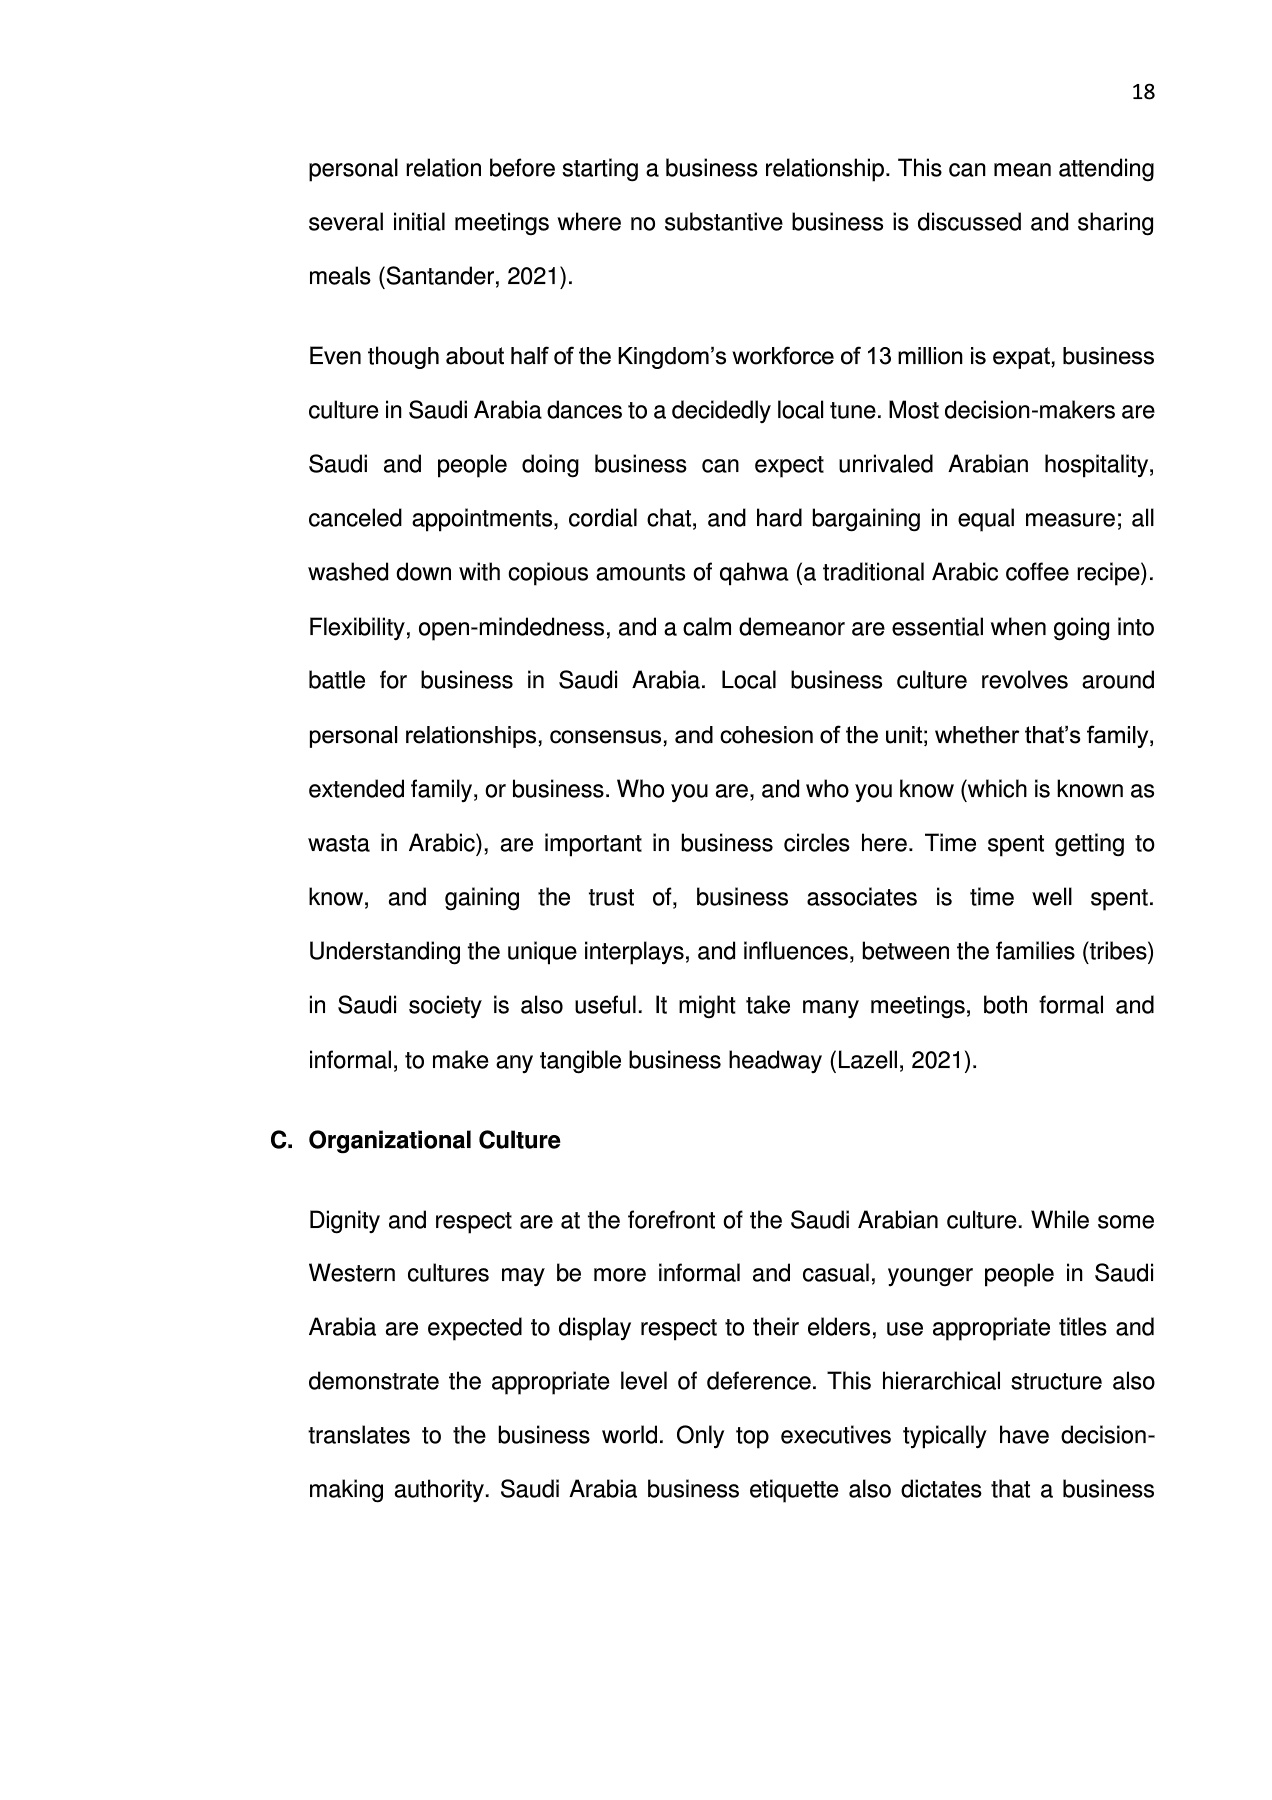 18
personal relation before starting a business relationship. This can mean attending
several initial meetings where no substantive business is discussed and sharing
meals (Santander, 2021).
Even though about half of the Kingdom’s workforce of 13 million is expat, business
culture in Saudi Arabia dances to a decidedly local tune. Most decision-makers are
Saudi and people doing business can expect unrivaled Arabian hospitality,
canceled appointments, cordial chat, and hard bargaining in equal measure; all
washed down with copious amounts of qahwa (a traditional Arabic coffee recipe).
Flexibility, open-mindedness, and a calm demeanor are essential when going into
battle for business in Saudi Arabia. Local business culture revolves around
personal relationships, consensus, and cohesion of the unit; whether that’s family,
extended family, or business. Who you are, and who you know (which is known as
wasta in Arabic), are important in business circles here. Time spent getting to
know, and gaining the trust of, business associates is time well spent.
Understanding the unique interplays, and influences, between the families (tribes)
in Saudi society is also useful. It might take many meetings, both formal and
informal, to make any tangible business headway (Lazell, 2021).
C. Organizational Culture
Dignity and respect are at the forefront of the Saudi Arabian culture. While some
Western cultures may be more informal and casual, younger people in Saudi
Arabia are expected to display respect to their elders, use appropriate titles and
demonstrate the appropriate level of deference. This hierarchical structure also
translates to the business world. Only top executives typically have decision-
making authority. Saudi Arabia business etiquette also dictates that a business